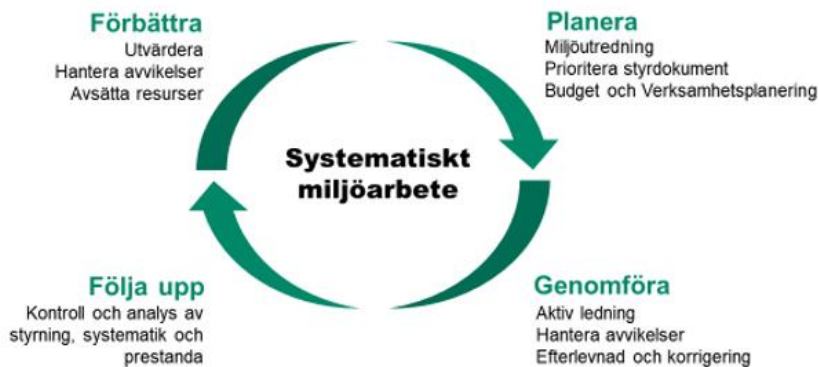 Förbättra
Utvärdera
Hantera avvikelser
Avsätta resurser
Planera
Miljöutredning
Prioritera styrdokument
Budget och Verksamhetsplanering
Systematiskt
miljöarbete
Följa upp
Kontroll och analys av
styrning, systematik och
prestanda
Genomföra
Aktiv ledning
Hantera avvikelser
Efterlevnad och korrigering